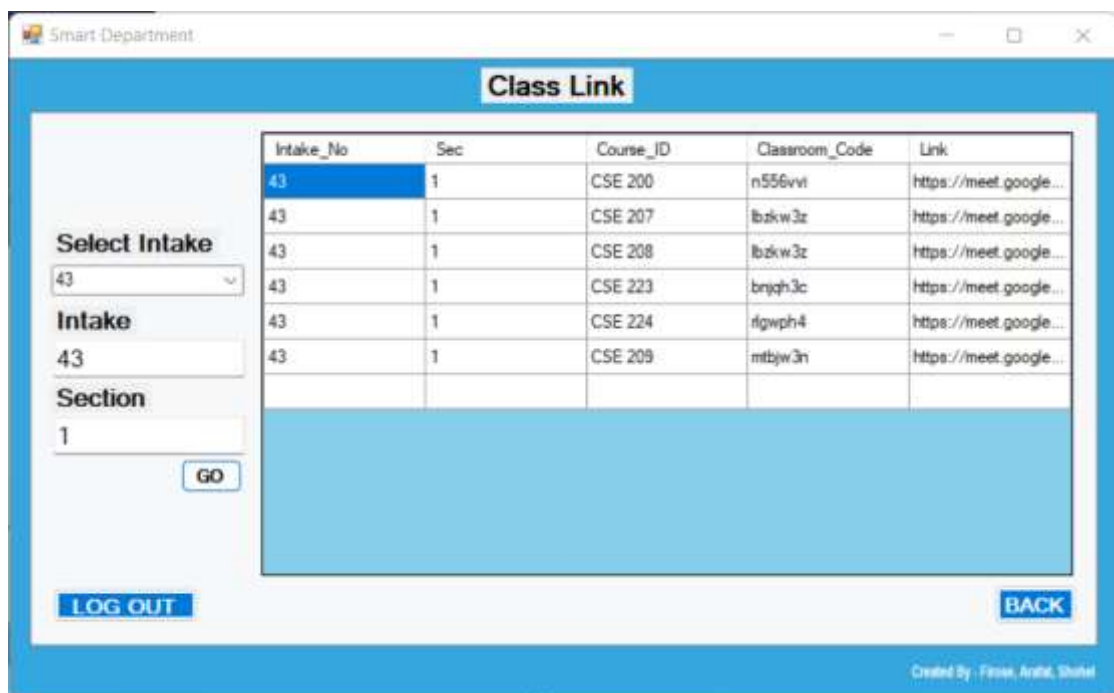 Smart Department
Class Link
Intake_No Sec Course_ID Classroom_Code Link
43 1 CSE 200 n556vvi https://meet.google...
43 1 CSE 207 lbzkw3z https://meet.google...
43 1 CSE 208 lbzkw3z https://meet.google...
43 1 CSE 223 bnjqh3c https://meet.google...
43 1 CSE 224 https://meet.google...
43 1 CSE 209 mtbjw3n https://meet.google...
Select Intake
43
Intake
43
Section
1
GO
LOG OUT
BACK
Created By - Arafat,